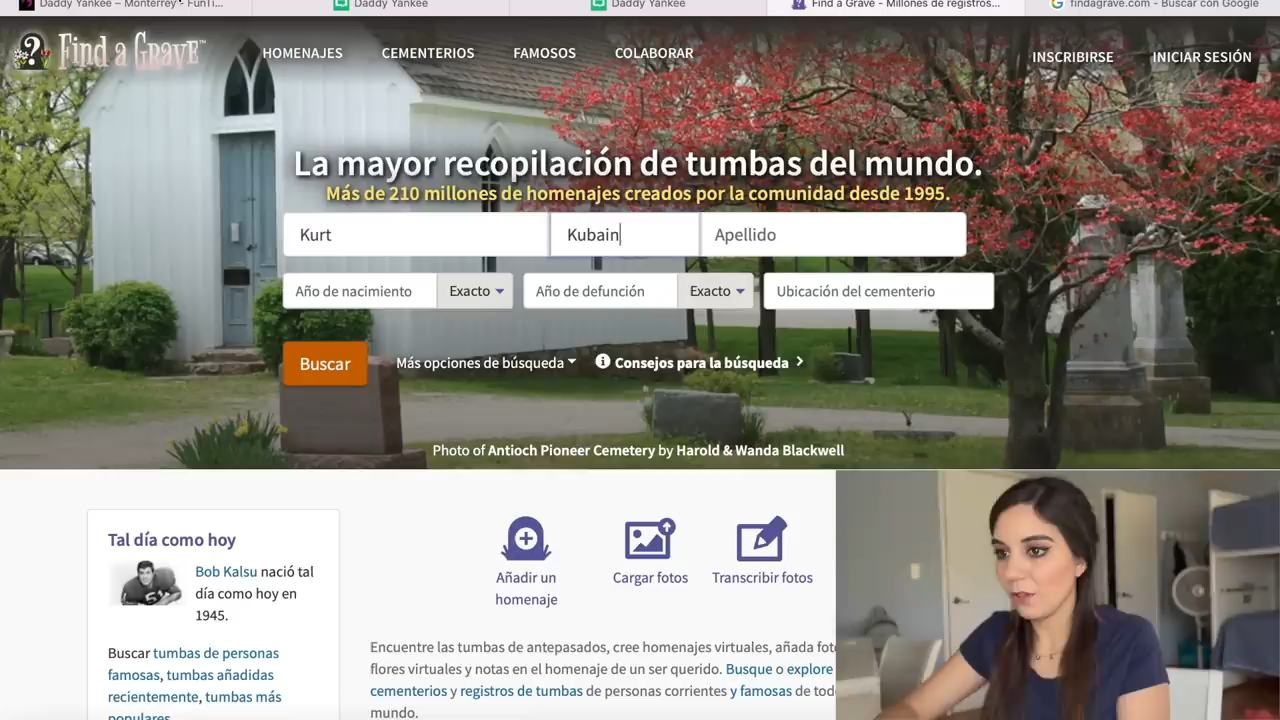 Daddy Yankee – Monterrey - FunTi...
Daddy Yankee
Daddy Yankee
Find a Grave - Millones de registros...
findagrave.com - Buscar con Google
Find a Grave™
HOMENAJES
CEMENTERIOS
FAMOSOS
COLABORAR
INSCRIBIRSE
INICIAR SESIÓN
La mayor recopilación de tumbas del mundo.
Más de 210 millones de homenajes creados por la comunidad desde 1995.
Kurt
Kubain
Apellido
Año de nacimiento
Exacto
Año de defunción
Exacto
Ubicación del cementerio
Buscar
Más opciones de búsqueda
Consejos para la búsqueda
Photo of Antioch Pioneer Cemetery by Harold & Wanda Blackwell
Tal día como hoy
Bob Kalsu nació tal
día como hoy en
1945.
Buscar tumbas de personas
famosas, tumbas añadidas
recientemente, tumbas más
populares
Añadir un
homenaje
Cargar fotos
Transcribir fotos
Encuentre las tumbas de antepasados, cree homenajes virtuales, añada foto
flores virtuales y notas en el homenaje de un ser querido. Busque o explore
cementerios y registros de tumbas de personas corrientes y famosas de tod
mundo.